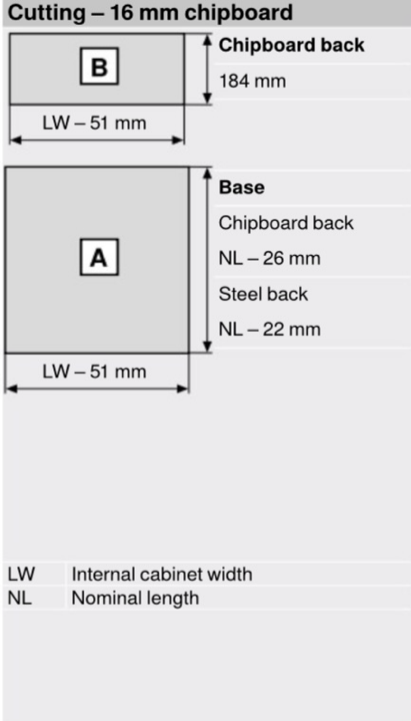 Cutting – 16 mm chipboard
B
Chipboard back
184 mm
LW – 51 mm
A
Base
Chipboard back
NL – 26 mm
Steel back
NL – 22 mm
LW – 51 mm
LW Internal cabinet width
NL Nominal length